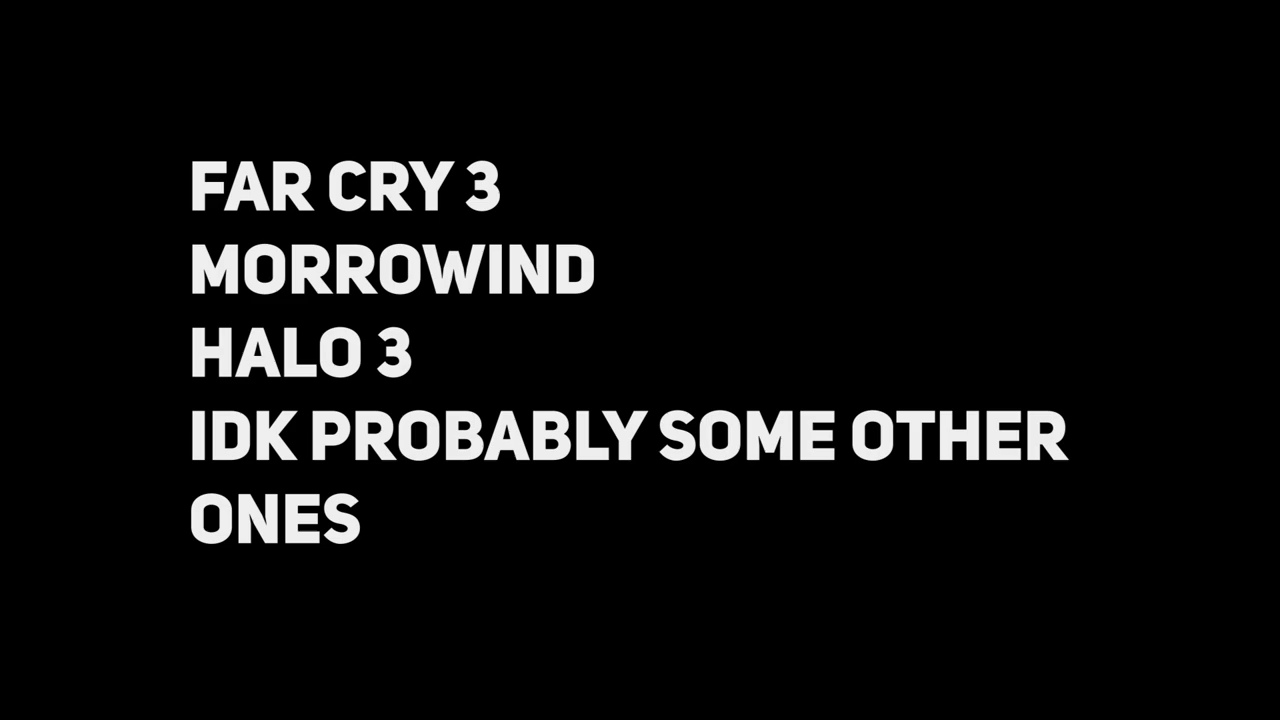 FAR CRY 3
MORROWIND
HALO 3
IDK PROBABLY SOME OTHER
ONES